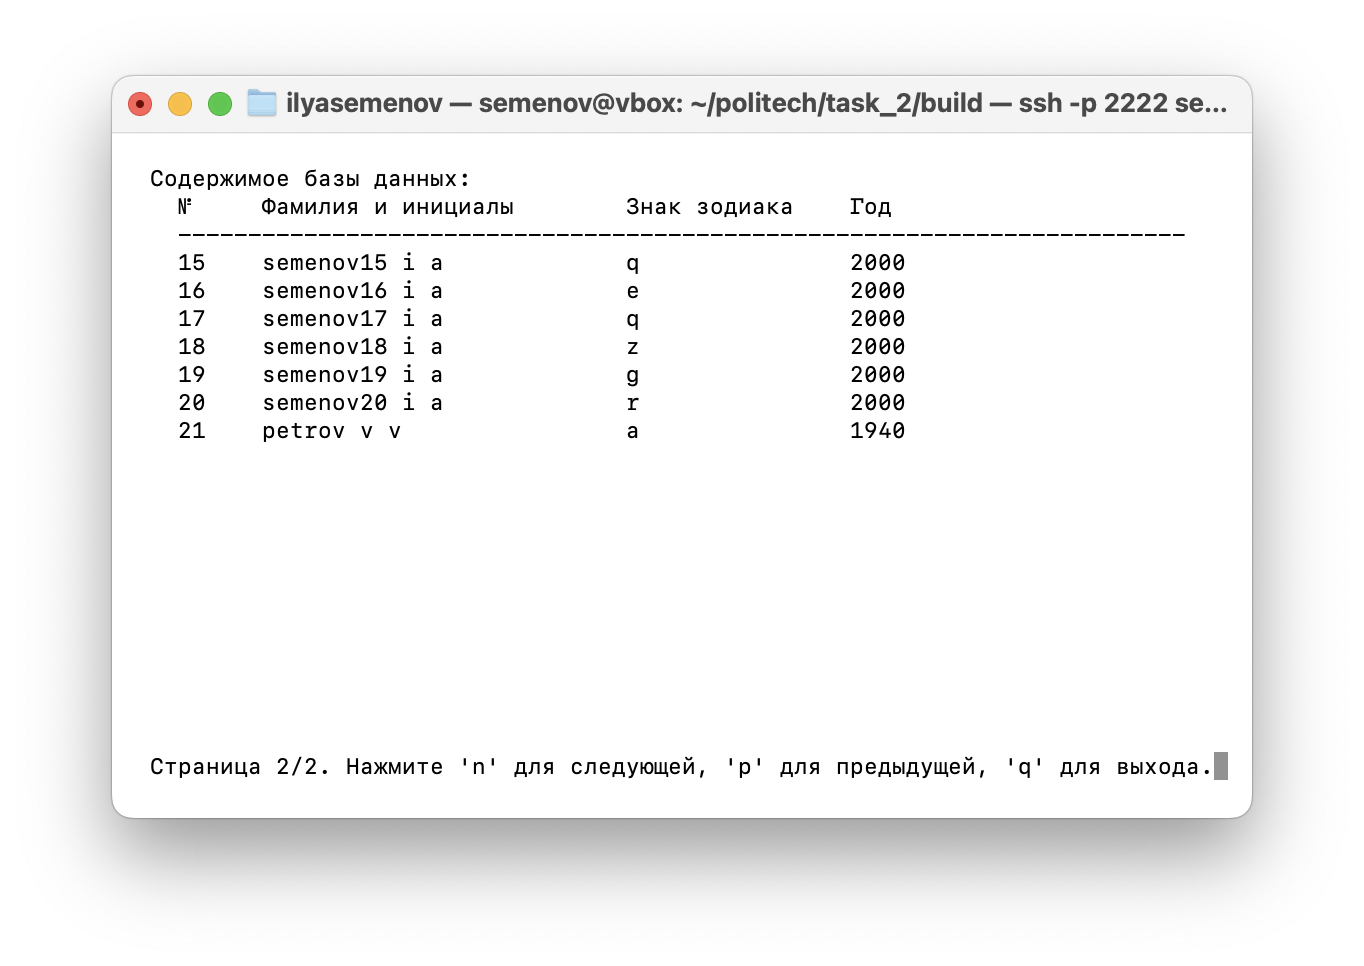 ilyasemenov — semenov@vbox: ~/politech/task_2/build — ssh -p 2222 se...
Содержимое базы данных:
№ Фамилия и инициалы Знак зодиака Год
------------------------------------------------------------------------
15 semenov15 i a q 2000
16 semenov16 i a e 2000
17 semenov17 i a q 2000
18 semenov18 i a z 2000
19 semenov19 i a g 2000
20 semenov20 i a r 2000
21 petrov v v a 1940
Страница 2/2. Нажмите 'n' для следующей, 'p' для предыдущей, 'q' для выхода.